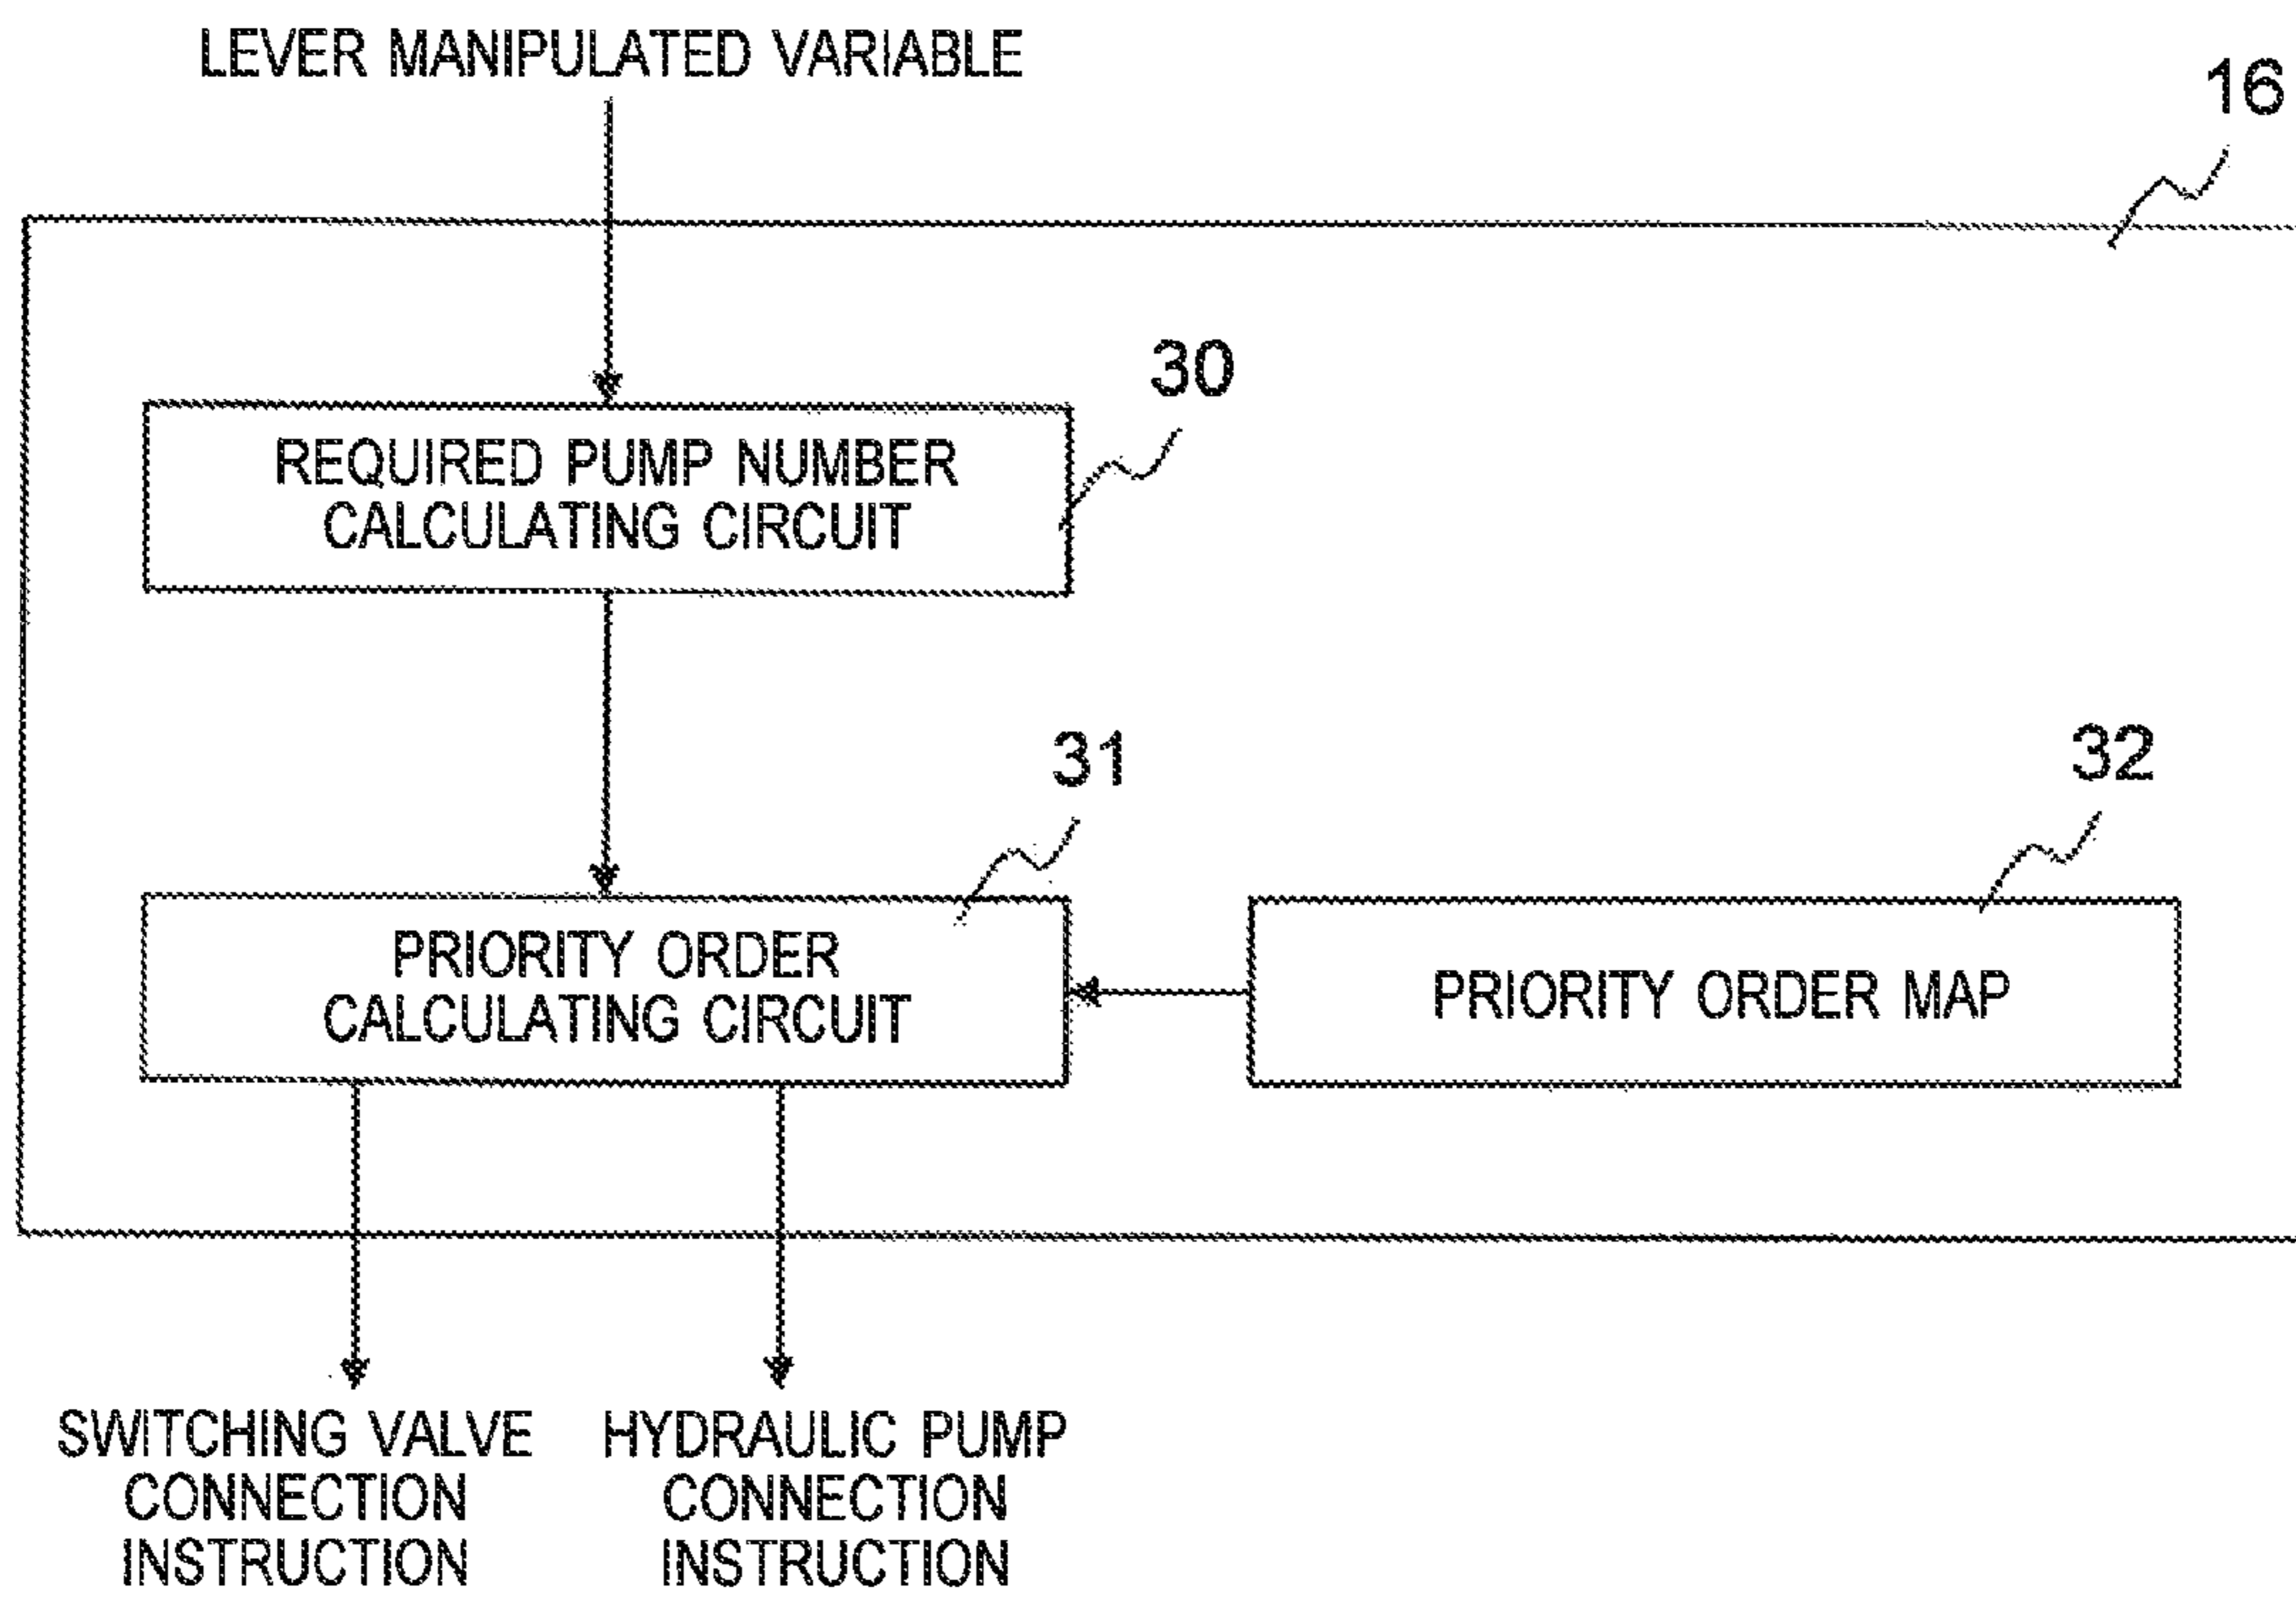 LEVER MANIPULATED VARIABLE
16
30
REQUIRED PUMP NUMBER
CALCULATING CIRCUIT
31
32
PRIORITY ORDER
CALCULATING CIRCUIT
PRIORITY ORDER MAP
SWITCHING VALVE
CONNECTION
INSTRUCTION
HYDRAULIC PUMP
CONNECTION
INSTRUCTION